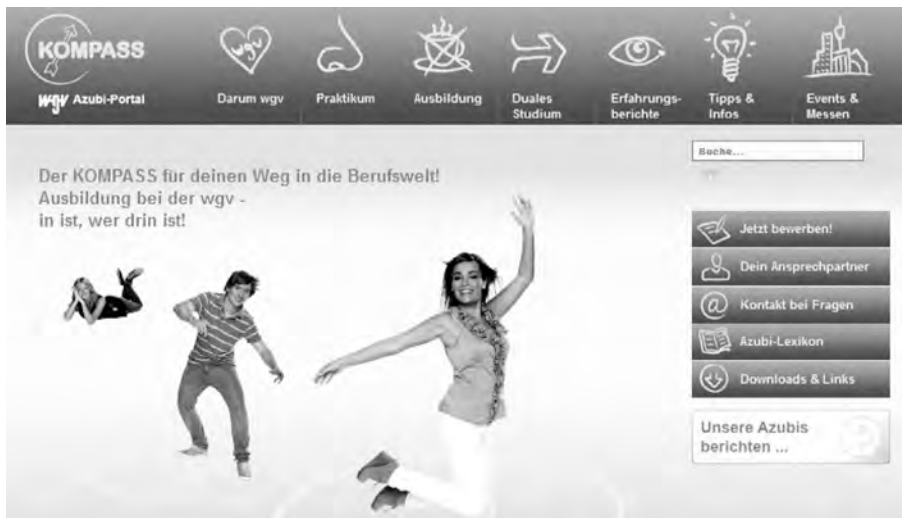 KOMPASS
wgv Azubi-Portal
wgv
Darum wgv
Praktikum
Ausbildung
Duales
Studium
Erfahrungs-
berichte
Tipps &
Infos
Events &
Messen
Suche...
Der KOMPASS für deinen Weg in die Berufswelt!
Ausbildung bei der wgv -
in ist, wer drin ist!
Jetzt bewerben!
Dein Ansprechpartner
@
Kontakt bei Fragen
Azubi-Lexikon
Downloads & Links
Unsere Azubis
berichten ...